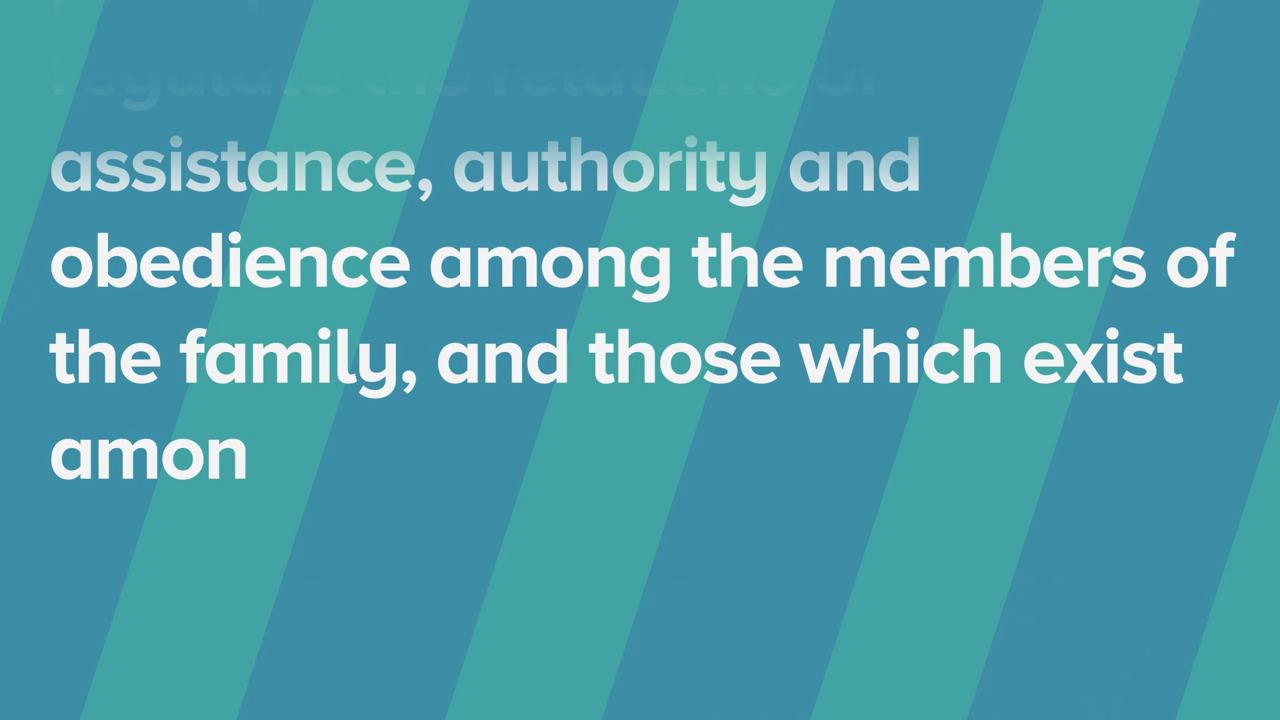 regulate the relations of
assistance, authority and
obedience among the members of
the family, and those which exist
amon